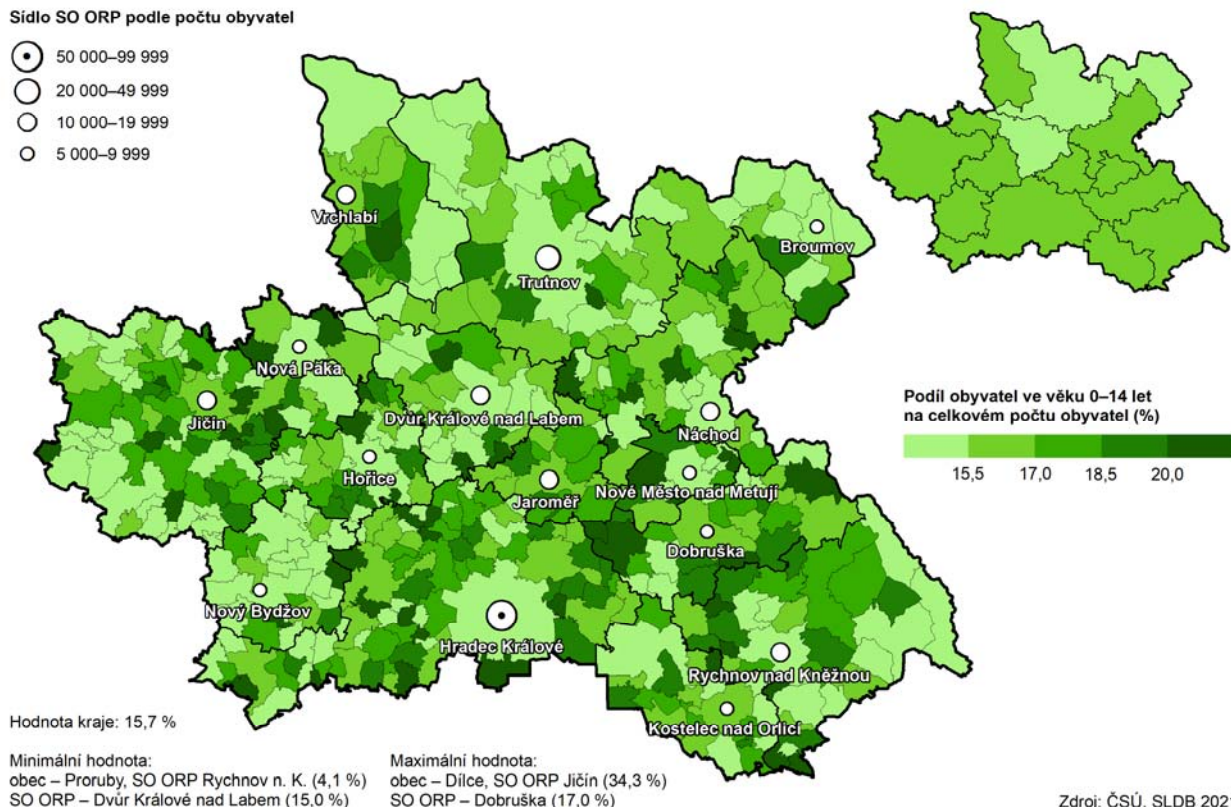 Sídlo SO ORP podle počtu obyvatel
50 000–99 999
20 000–49 999
10 000–19 999
5 000–9 999
Vrchlabí
Broumov
Trutnov
Nová Paka
Jičín
Dvůr Králové nad Labem
Náchod
Podíl obyvatel ve věku 0–14 let
na celkovém počtu obyvatel (%)
15,5 17,0 18,5 20,0
Hořice
Jaroměř
Nové Město nad Metují
Dobruška
Nový Bydžov
Hradec Králové
Rychnov nad Kněžnou
Kostelec nad Orlicí
Hodnota kraje: 15,7 %
Minimální hodnota:
obec – Proruby, SO ORP Rychnov n. K. (4,1 %)
SO ORP – Dvůr Králové nad Labem (15,0 %)
Maximální hodnota:
obec – Dílce, SO ORP Jičín (34,3 %)
SO ORP – Dobruška (17,0 %)
Zdroj: ČSÚ, SLDB